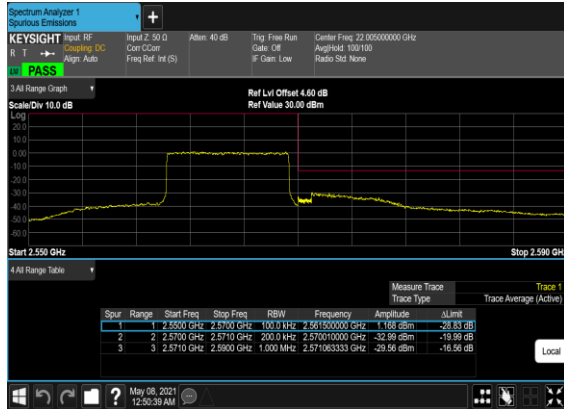 Spectrum Analyzer 1
Spurious Emissions
KEYSIGHT
R T
LXI PASS
Input: RF
Coupling: DC
Align: Auto
Input Z: 50 Ω
Corr CCorr
Freq Ref: Int (S)
Atten: 40 dB
Trig: Free Run
Gate: Off
IF Gain: Low
Center Freq: 22.005000000 GHz
Avg|Hold: 100/100
Radio Std: None
3 All Range Graph
Scale/Div 10.0 dB
Ref Lvl Offset 4.60 dB
Ref Value 30.00 dBm
Log
20.0
10.0
0.00
-10.0
-20.0
-30.0
-40.0
-50.0
-60.0
Start 2.550 GHz
Stop 2.590 GH
4 All Range Table
Measure Trace Trace 1
Trace Type Trace Average (Active)
Spur Range Start Freq Stop Freq RBW Frequency Amplitude ΔLimit
1 1 2.5500 GHz 2.5700 GHz 100.0 kHz 2.561500000 GHz 1.168 dBm -28.83 dB
2 2 2.5700 GHz 2.5710 GHz 200.0 kHz 2.570010000 GHz -32.99 dBm -19.99 dB
3 3 2.5710 GHz 2.5900 GHz 1.000 MHz 2.571063333 GHz -29.56 dBm -16.56 dB
Local
?
May 08, 2021
12:50:39 AM